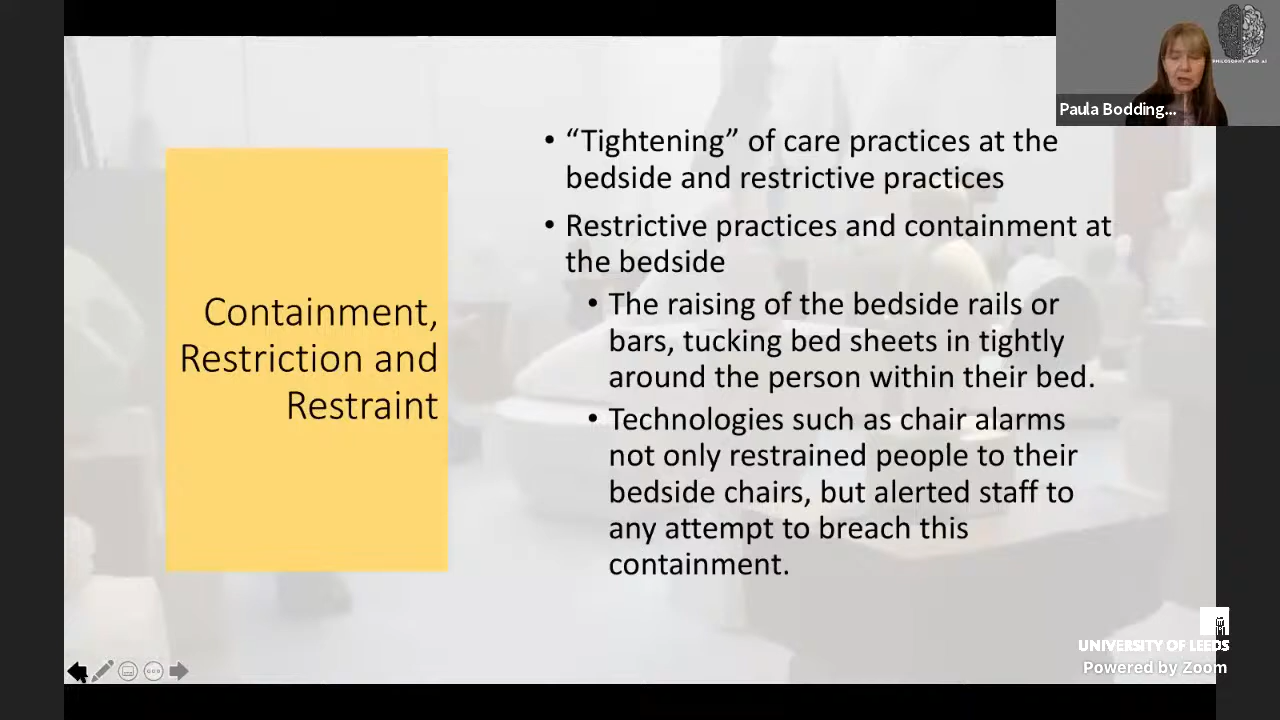 PHILOSOPHY AND AI
Paula Bodding...
Containment,
Restriction and
Restraint
• “Tightening” of care practices at the
bedside and restrictive practices
• Restrictive practices and containment at
the bedside
• The raising of the bedside rails or
bars, tucking bed sheets in tightly
around the person within their bed.
• Technologies such as chair alarms
not only restrained people to their
bedside chairs, but alerted staff to
any attempt to breach this
containment.
UNIVERSITY OF LEEDS
Powered by Zoom